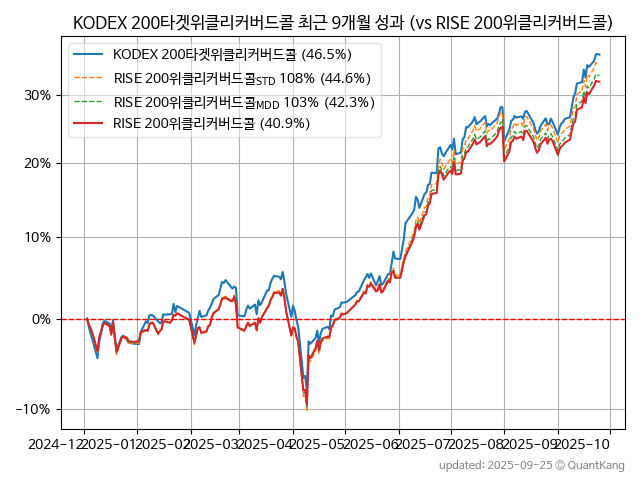 KODEX 200타겟위클리커버드콜 최근 9개월 성과 (vs RISE 200위클리커버드콜)
KODEX 200타겟위클리커버드콜 (46.5%)
RISE 200위클리커버드콜STD 108% (44.6%)
RISE 200위클리커버드콜MDD 103% (42.3%)
RISE 200위클리커버드콜 (40.9%)
30%
20%
10%
0%
−10%
2024-12
2025-01
2025-02
2025-03
2025-04
2025-05
2025-06
2025-07
2025-08
2025-09
2025-10
updated: 2025-09-25 © QuantKang